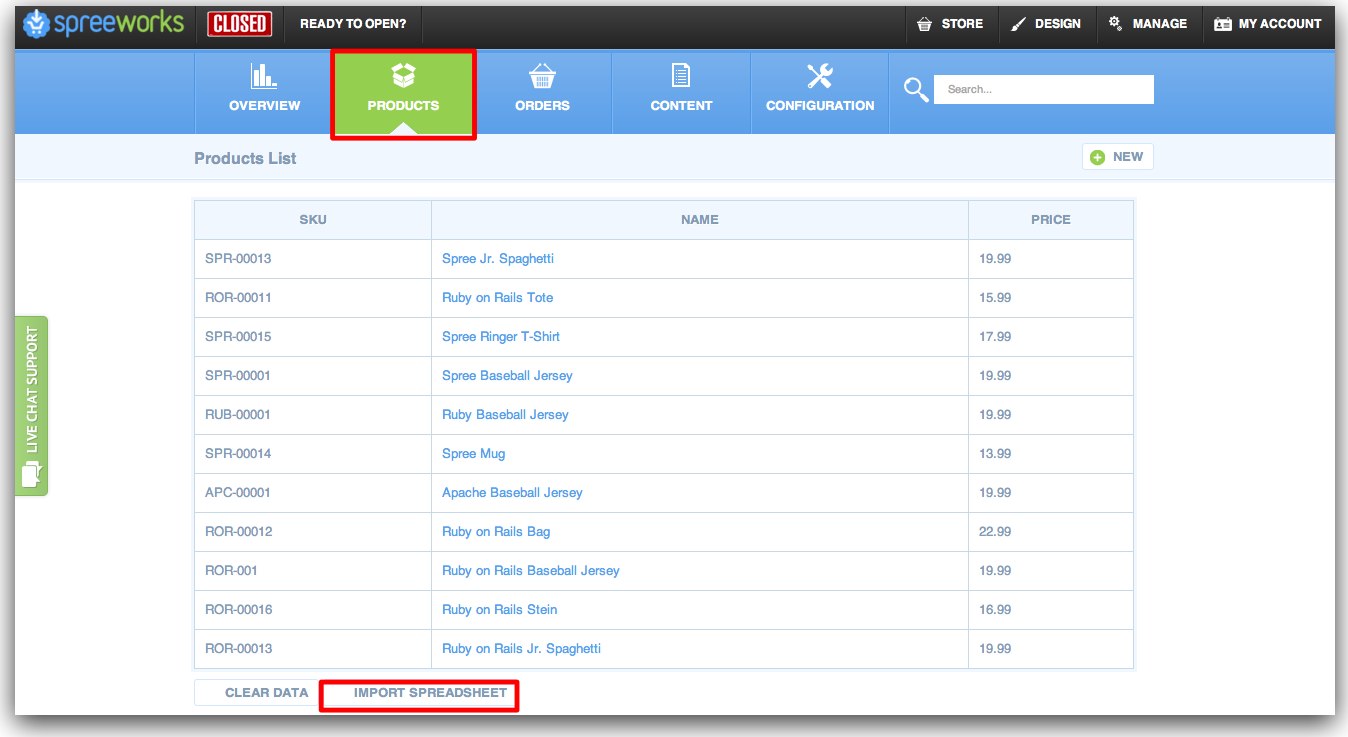 spreeworks CLOSED READY TO OPEN? STORE DESIGN MANAGE MY ACCOUNT
OVERVIEW PRODUCTS ORDERS CONTENT CONFIGURATION Search...
Products List NEW
SKU NAME PRICE
SPR-00013 Spree Jr. Spaghetti 19.99
ROR-00011 Ruby on Rails Tote 15.99
SPR-00015 Spree Ringer T-Shirt 17.99
SPR-00001 Spree Baseball Jersey 19.99
RUB-00001 Ruby Baseball Jersey 19.99
SPR-00014 Spree Mug 13.99
APC-00001 Apache Baseball Jersey 19.99
ROR-00012 Ruby on Rails Bag 22.99
ROR-001 Ruby on Rails Baseball Jersey 19.99
ROR-00016 Ruby on Rails Stein 16.99
ROR-00013 Ruby on Rails Jr. Spaghetti 19.99
CLEAR DATA IMPORT SPREADSHEET
LIVE CHAT SUPPORT